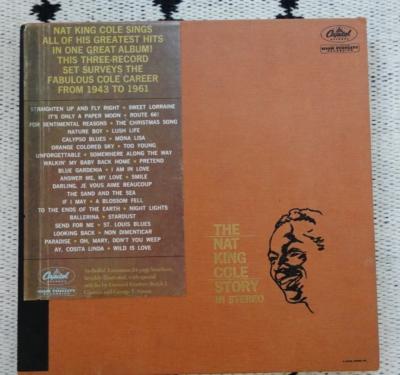 NAT KING COLE SINGS
ALL OF HIS GREATEST HITS
IN ONE GREAT ALBUM!
THIS THREE-RECORD
SET SURVEYS THE
FABULOUS COLE CAREER
FROM 1943 TO 1961
STRAIGHTEN UP AND FLY RIGHT • SWEET LORRAINE
IT'S ONLY A PAPER MOON • ROUTE 66!
FOR SENTIMENTAL REASONS • THE CHRISTMAS SONG
NATURE BOY • LUSH LIFE
CALYPSO BLUES • MONA LISA
ORANGE COLORED SKY • TOO YOUNG
UNFORGETTABLE • SOMEWHERE ALONG THE WAY
WALKIN' MY BABY BACK HOME • PRETEND
BLUE GARDENIA • I AM IN LOVE
ANSWER ME, MY LOVE • SMILE
DARLING, JE VOUS AIME BEAUCOUP
THE SAND AND THE SEA
IF I MAY • A BLOSSOM FELL
TO THE ENDS OF THE EARTH • NIGHT LIGHTS
BALLERINA • STARDUST
SEND FOR ME • ST. LOUIS BLUES
LOOKING BACK • NON DIMENTICAR
PARADISE • OH, MARY, DON'T YOU WEEP
AY, COSITA LINDA • WILD IS LOVE
Capitol
HIGH FIDELITY
Capitol
HIGH FIDELITY
THE
NAT
KING
COLE
STORY
IN STEREO